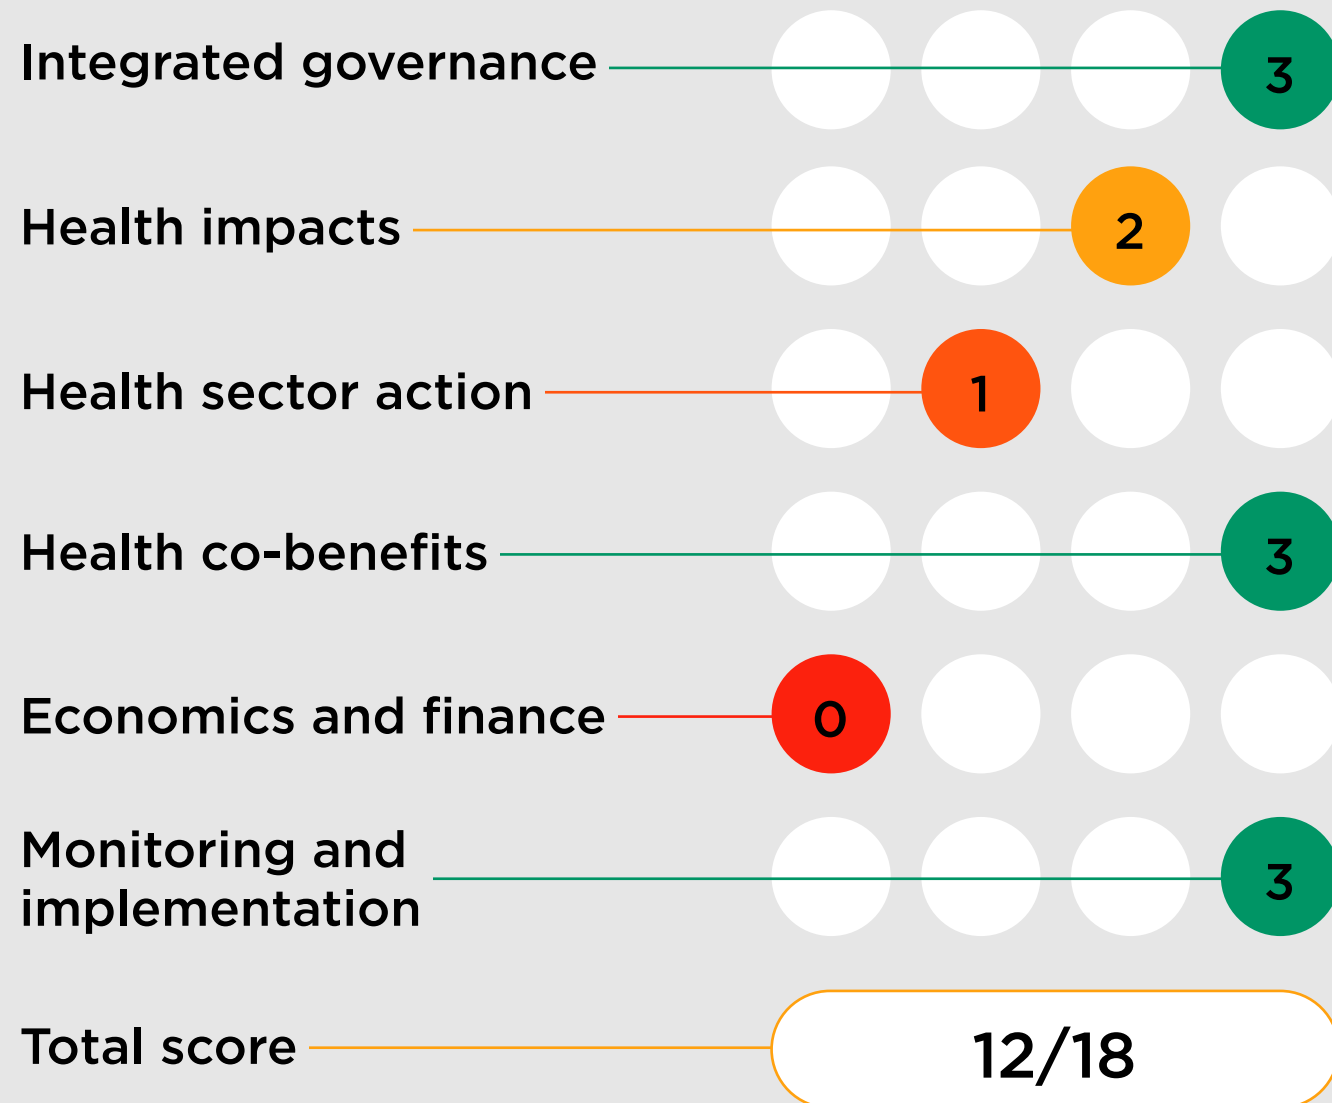 Integrated governance 3
Health impacts 2
Health sector action 1
Health co-benefits 3
Economics and finance 0
Monitoring and
implementation 3
Total score 12/18